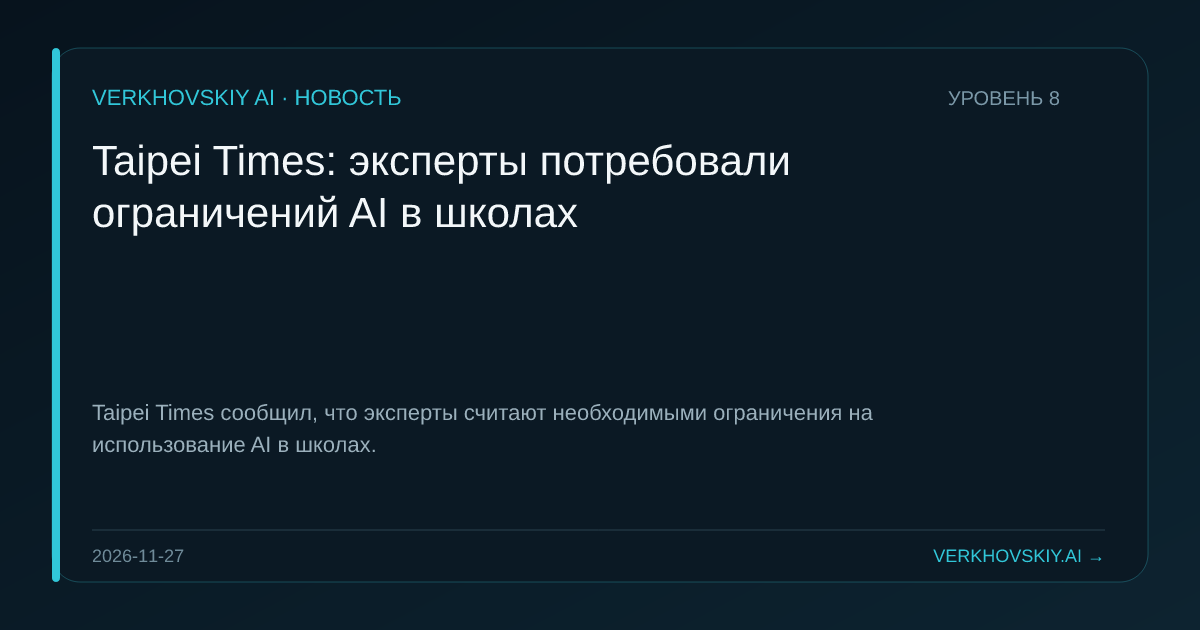 VERKHOVSKIY AI · НОВОСТЬ
УРОВЕНЬ 8
Taipei Times: эксперты потребовали
ограничений AI в школах
Taipei Times сообщил, что эксперты считают необходимыми ограничения на
использование AI в школах.
2026-11-27
VERKHOVSKIY.AI →